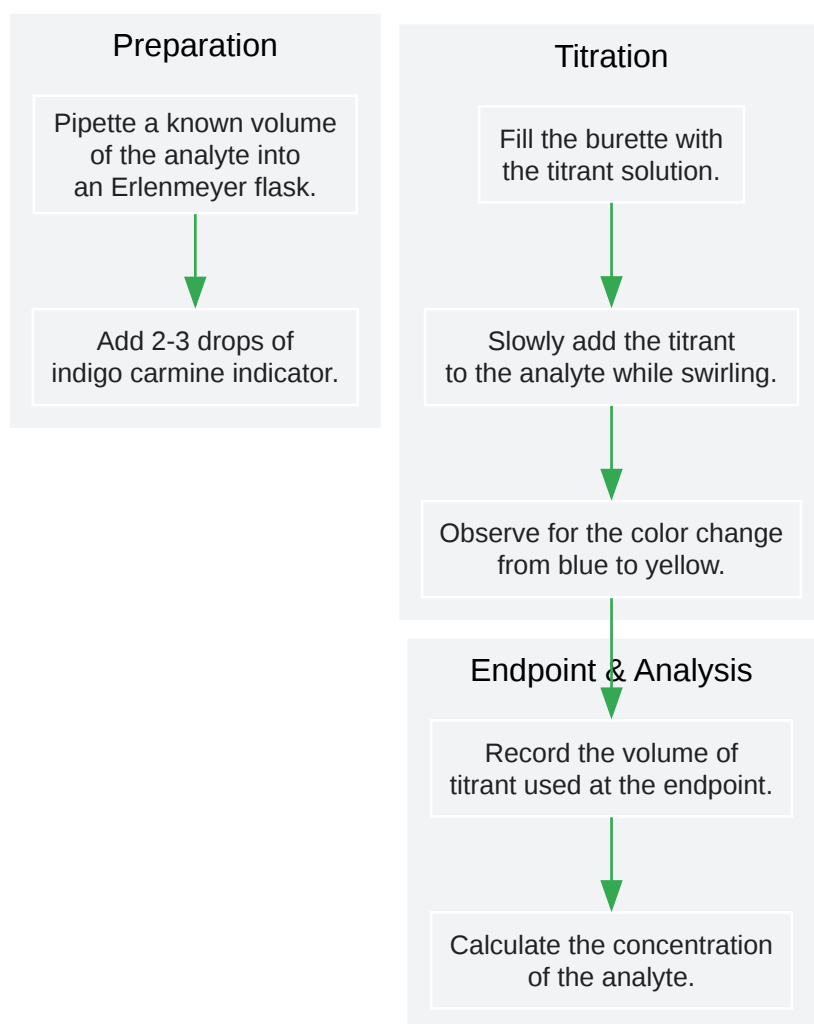 Preparation
Pipette a known volume
of the analyte into
an Erlenmeyer flask.
Add 2-3 drops of
indigo carmine indicator.
Titration
Fill the burette with
the titrant solution.
Slowly add the titrant
to the analyte while swirling.
Observe for the color change
from blue to yellow.
Endpoint & Analysis
Record the volume of
titrant used at the endpoint.
Calculate the concentration
of the analyte.